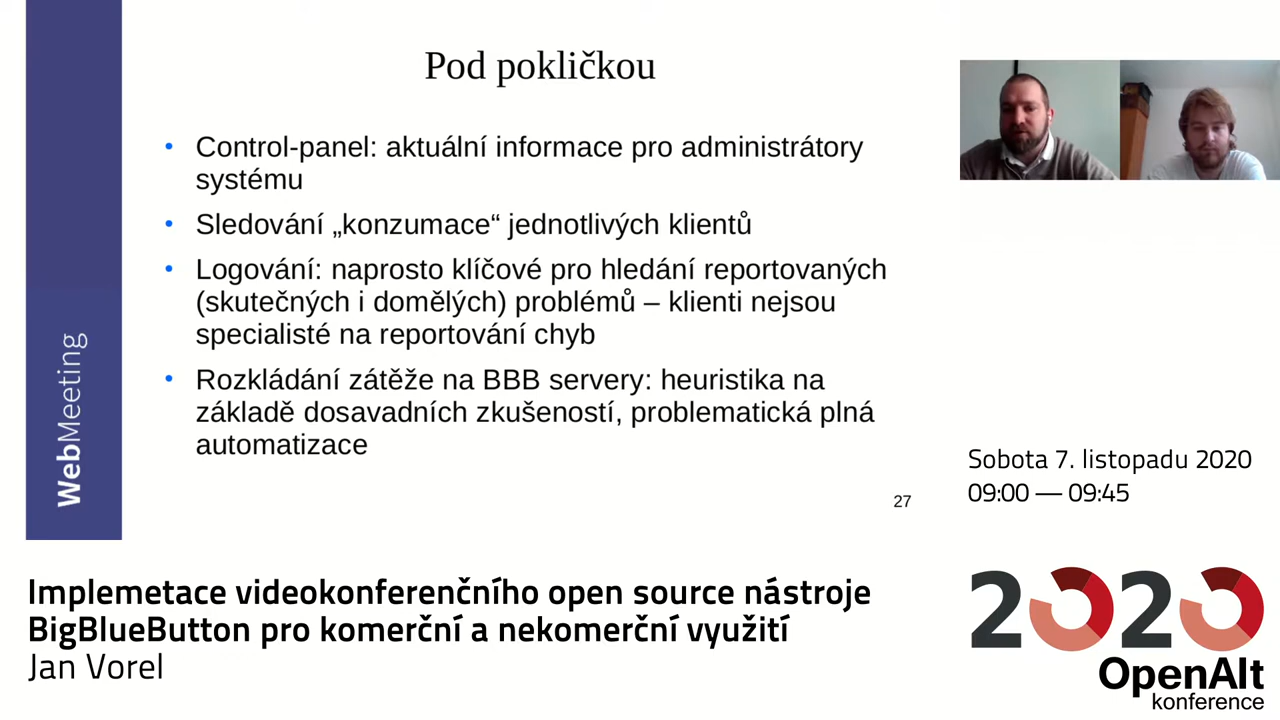 Pod pokličkou
Control-panel: aktuální informace pro administrátory
systému
Sledování „konzumace“ jednotlivých klientů
Logování: naprosto klíčové pro hledání reportovaných
(skutečných i domělých) problémů – klienti nejsou
specialisté na reportování chyb
Rozkládání zátěže na BBB servery: heuristika na
základě dosavadních zkušeností, problematická plná
automatizace
27
WebMeeting
Sobota 7. listopadu 2020
09:00 — 09:45
Implemetace videokonferenčního open source nástroje
BigBlueButton pro komerční a nekomerční využití
Jan Vorel
2020
OpenAlt
konference